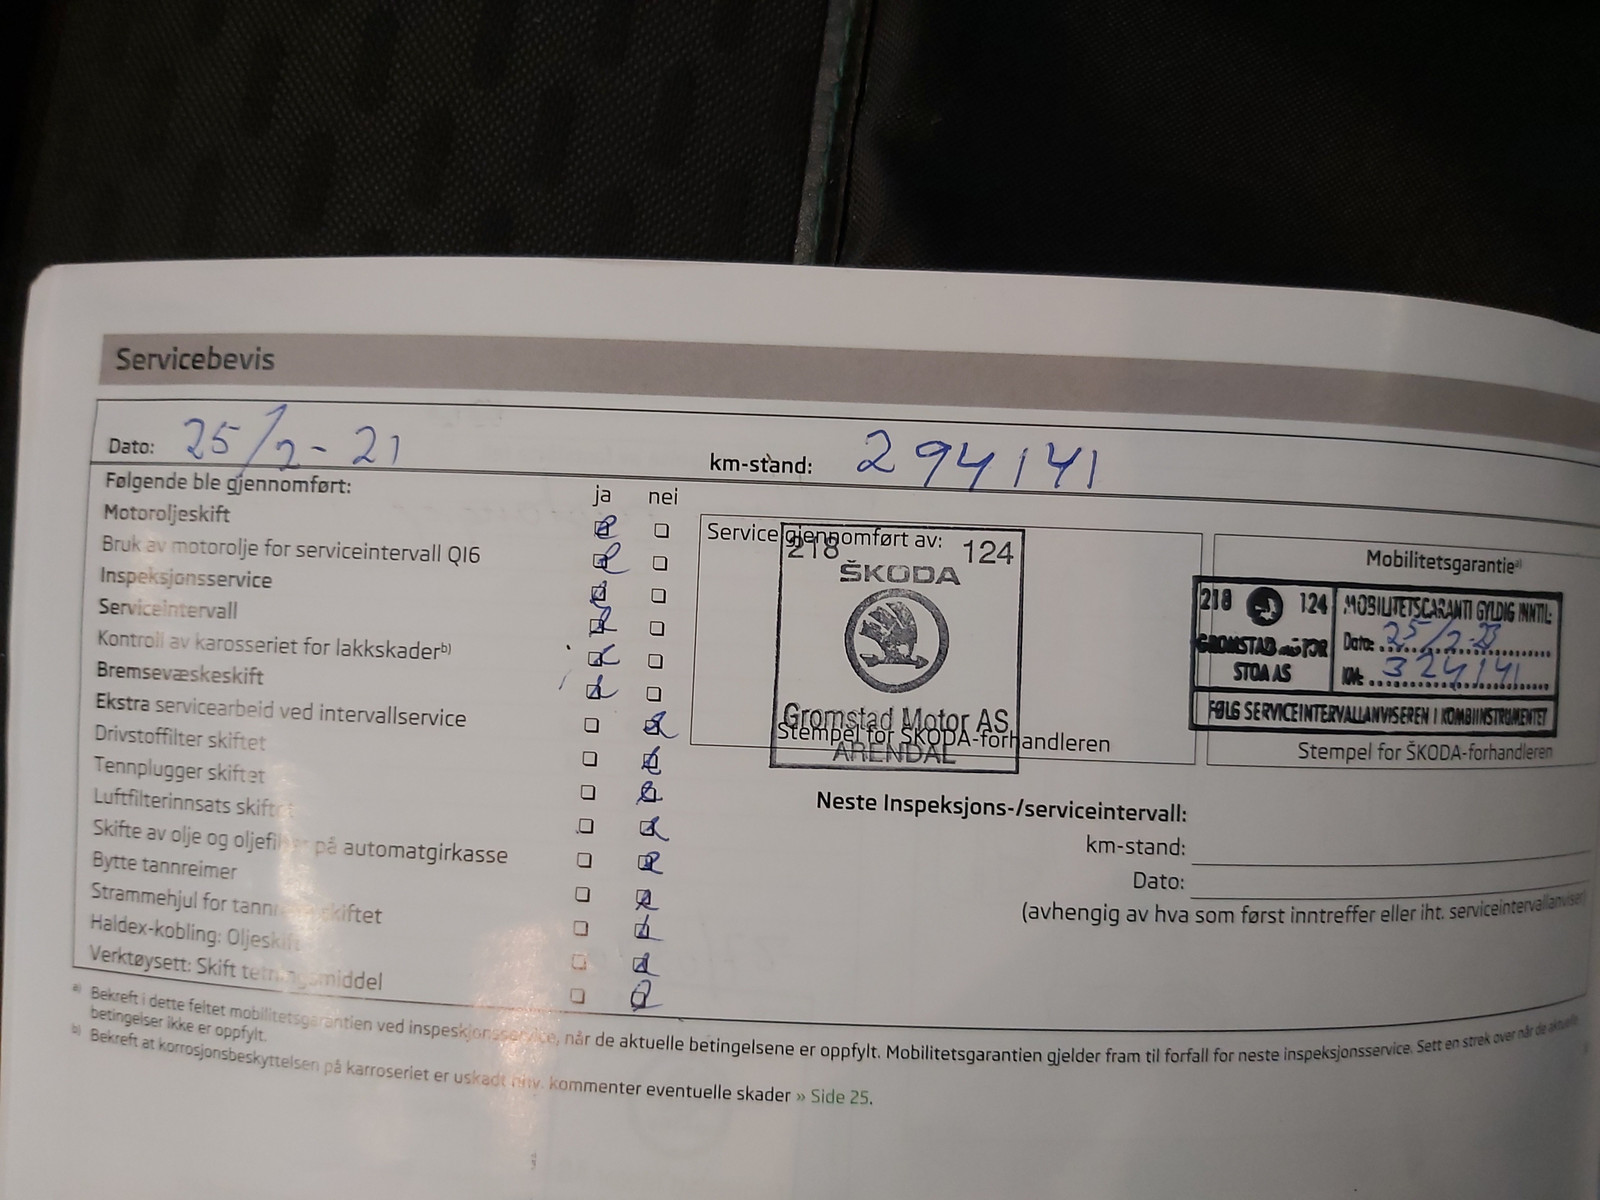 Servicebevis
Dato: 25/2-21
km-stand: 294141
Følgende ble gjennomført:
ja nei
Motoroljeskift
Bruk av motorolje for serviceintervall QI6
Inspeksjonsservice
Serviceintervall
Kontroll av karosseriet for lakkskader b)
Bremsevæskeskift
Ekstra servicearbeid ved intervallservice
Drivstoffilter skiftet
Tennplugger skiftet
Luftfilterinnsats skiftet
Skifte av olje og oljefilter på automatgirkasse
Bytte tannreimer
Strammehjul for tannreim skiftet
Haldex-kobling: Oljeskift
Verktøysett: Skift tetningsmiddel
Service gjennomført av:
218 124
ŠKODA
Gromstad Motor AS
ARENDAL
Stempel for ŠKODA-forhandleren
Mobilitetsgarantie a)
218 124
GROMSTAD MOTOR
STOA AS
MOBILITETSGARANTI GYLDIG INNTIL:
Dato: 25/2-23
KM: 324141
FØLG SERVICEINTERVALLANVISEREN I KOMBIINSTRUMENTET
Stempel for ŠKODA-forhandleren
Neste Inspeksjons-/serviceintervall:
km-stand:
Dato:
(avhengig av hva som først inntreffer eller iht. serviceintervallanviser)
a) Bekreft i dette feltet mobilitetsgarantien ved inspeksjonsservice, når de aktuelle betingelsene er oppfylt. Mobilitetsgarantien gjelder fram til forfall for neste inspeksjonsservice. Sett en strek over når de aktuelle
betingelser ikke er oppfylt.
b) Bekreft at korrosjonsbeskyttelsen på karroseriet er uskadt hhv. kommenter eventuelle skader » Side 25.